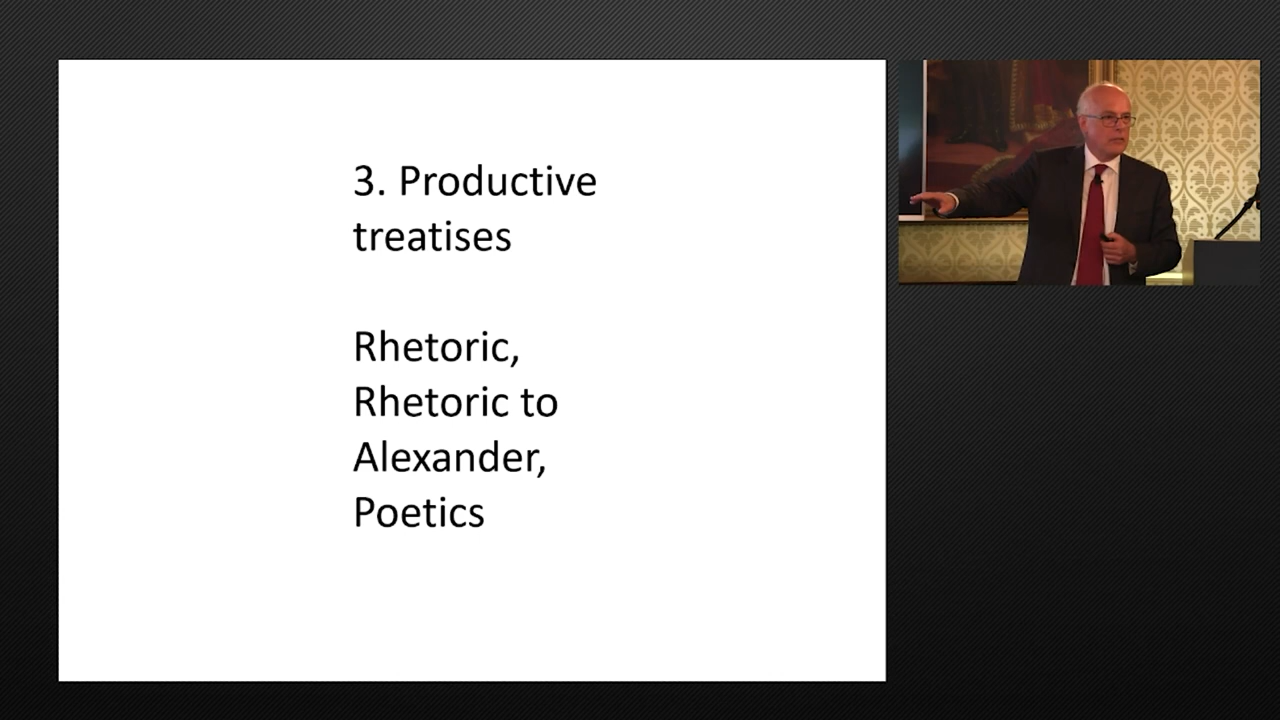 3. Productive
treatises
Rhetoric,
Rhetoric to
Alexander,
Poetics